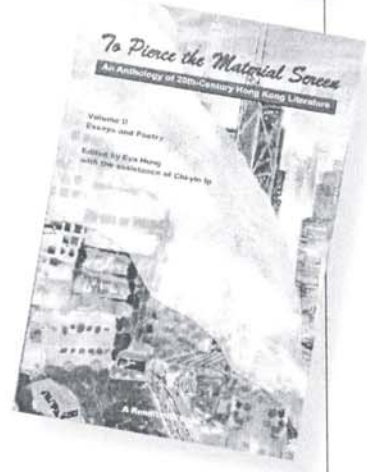 To Pierce the Material Screen
An Anthology of 20th-Century Hong Kong Literature
Volume II
Essays and Poetry
Edited by Eva Hung
with the assistance of Chi-yin Ip
A Renditions